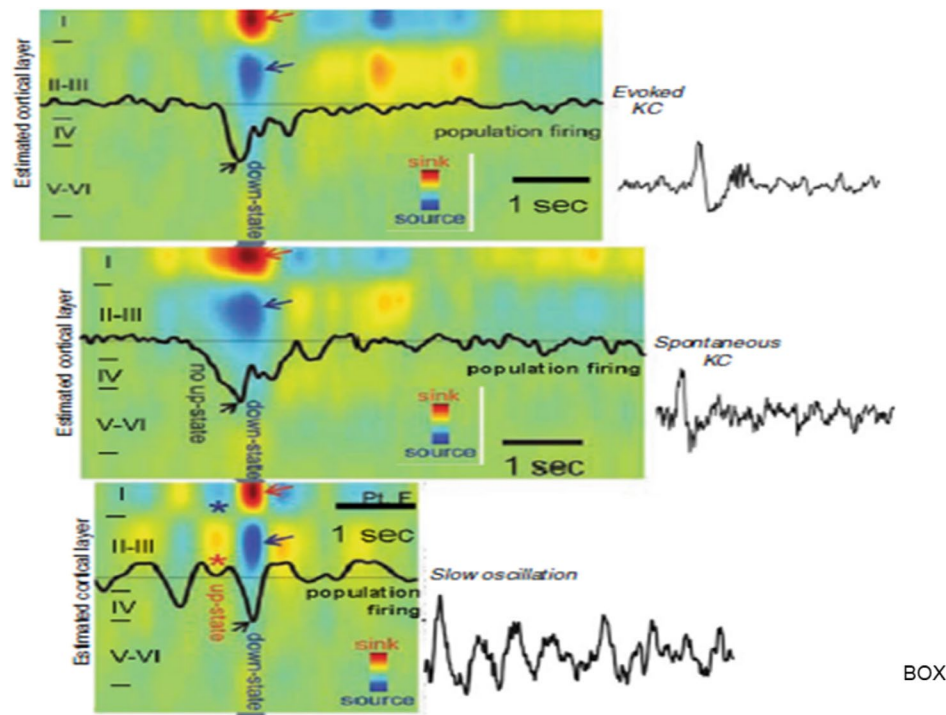 Estimated cortical layer
I
II-III
IV
V-VI
down-state
population firing
sink
source
1 sec
Evoked
KC
Estimated cortical layer
I
II-III
IV
V-VI
no up-state
down-state
population firing
sink
source
1 sec
Spontaneous
KC
Estimated cortical layer
I
II-III
IV
V-VI
*
*
up-state
down-state
Pt. F
1 sec
population
firing
sink
source
Slow oscillation
BOX